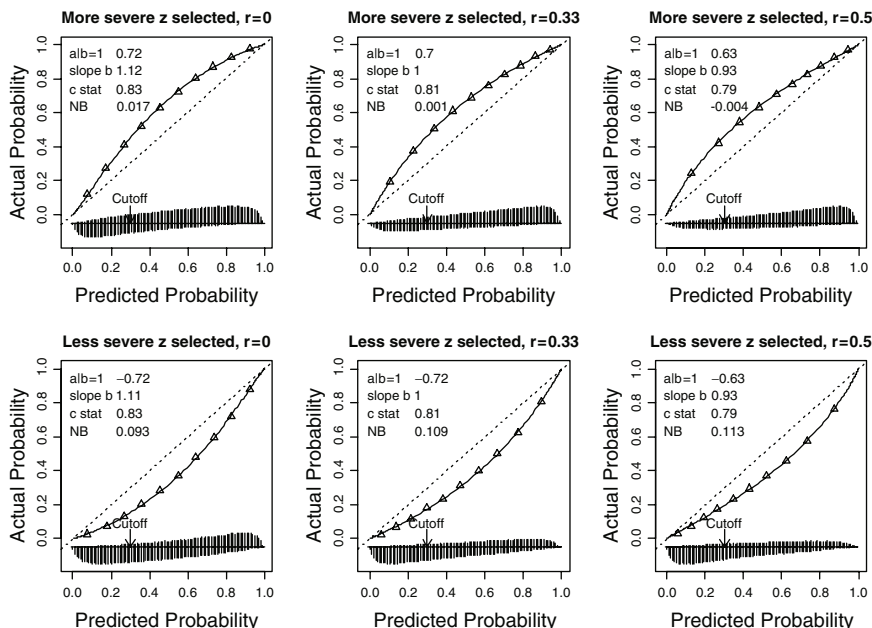 More severe z selected, r=0
Actual Probability
0.0 0.2 0.4 0.6 0.8 1.0
alb=1 0.72
slope b 1.12
c stat 0.83
NB 0.017
Cutoff
0.0 0.2 0.4 0.6 0.8 1.0
Predicted Probability
More severe z selected, r=0.33
Actual Probability
0.0 0.2 0.4 0.6 0.8 1.0
alb=1 0.7
slope b 1
c stat 0.81
NB 0.001
Cutoff
0.0 0.2 0.4 0.6 0.8 1.0
Predicted Probability
More severe z selected, r=0.5
Actual Probability
0.0 0.2 0.4 0.6 0.8 1.0
alb=1 0.63
slope b 0.93
c stat 0.79
NB -0.004
Cutoff
0.0 0.2 0.4 0.6 0.8 1.0
Predicted Probability
Less severe z selected, r=0
Actual Probability
0.0 0.2 0.4 0.6 0.8 1.0
alb=1 −0.72
slope b 1.11
c stat 0.83
NB 0.093
Cutoff
0.0 0.2 0.4 0.6 0.8 1.0
Predicted Probability
Less severe z selected, r=0.33
Actual Probability
0.0 0.2 0.4 0.6 0.8 1.0
alb=1 −0.72
slope b 1
c stat 0.81
NB 0.109
Cutoff
0.0 0.2 0.4 0.6 0.8 1.0
Predicted Probability
Less severe z selected, r=0.5
Actual Probability
0.0 0.2 0.4 0.6 0.8 1.0
alb=1 −0.63
slope b 0.93
c stat 0.79
NB 0.113
Cutoff
0.0 0.2 0.4 0.6 0.8 1.0
Predicted Probability